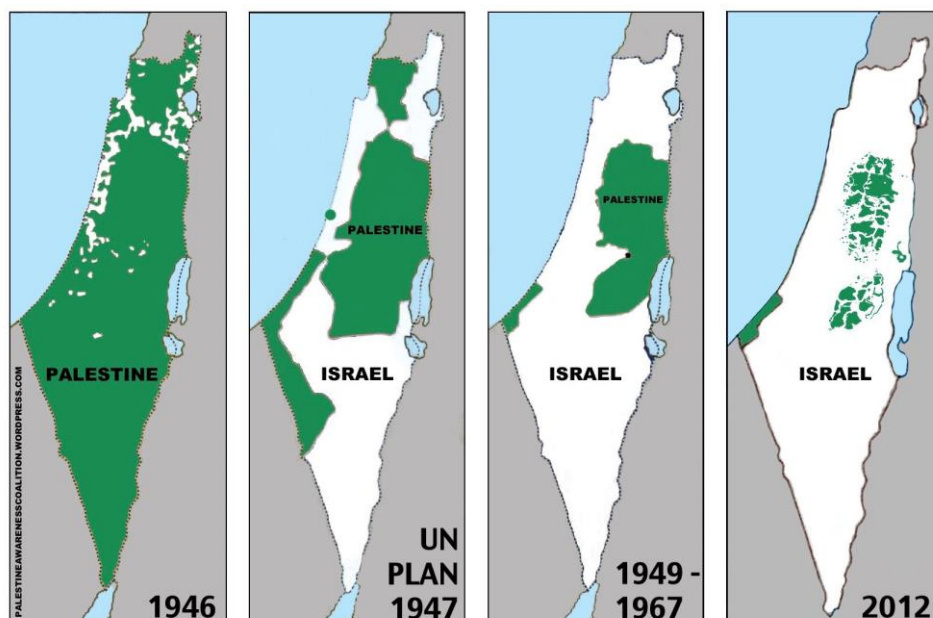 PALESTINEAWARENESSCOALITION.WORDPRESS.COM
PALESTINE
1946
PALESTINE
ISRAEL
UN
PLAN
1947
PALESTINE
ISRAEL
1949 -
1967
ISRAEL
2012